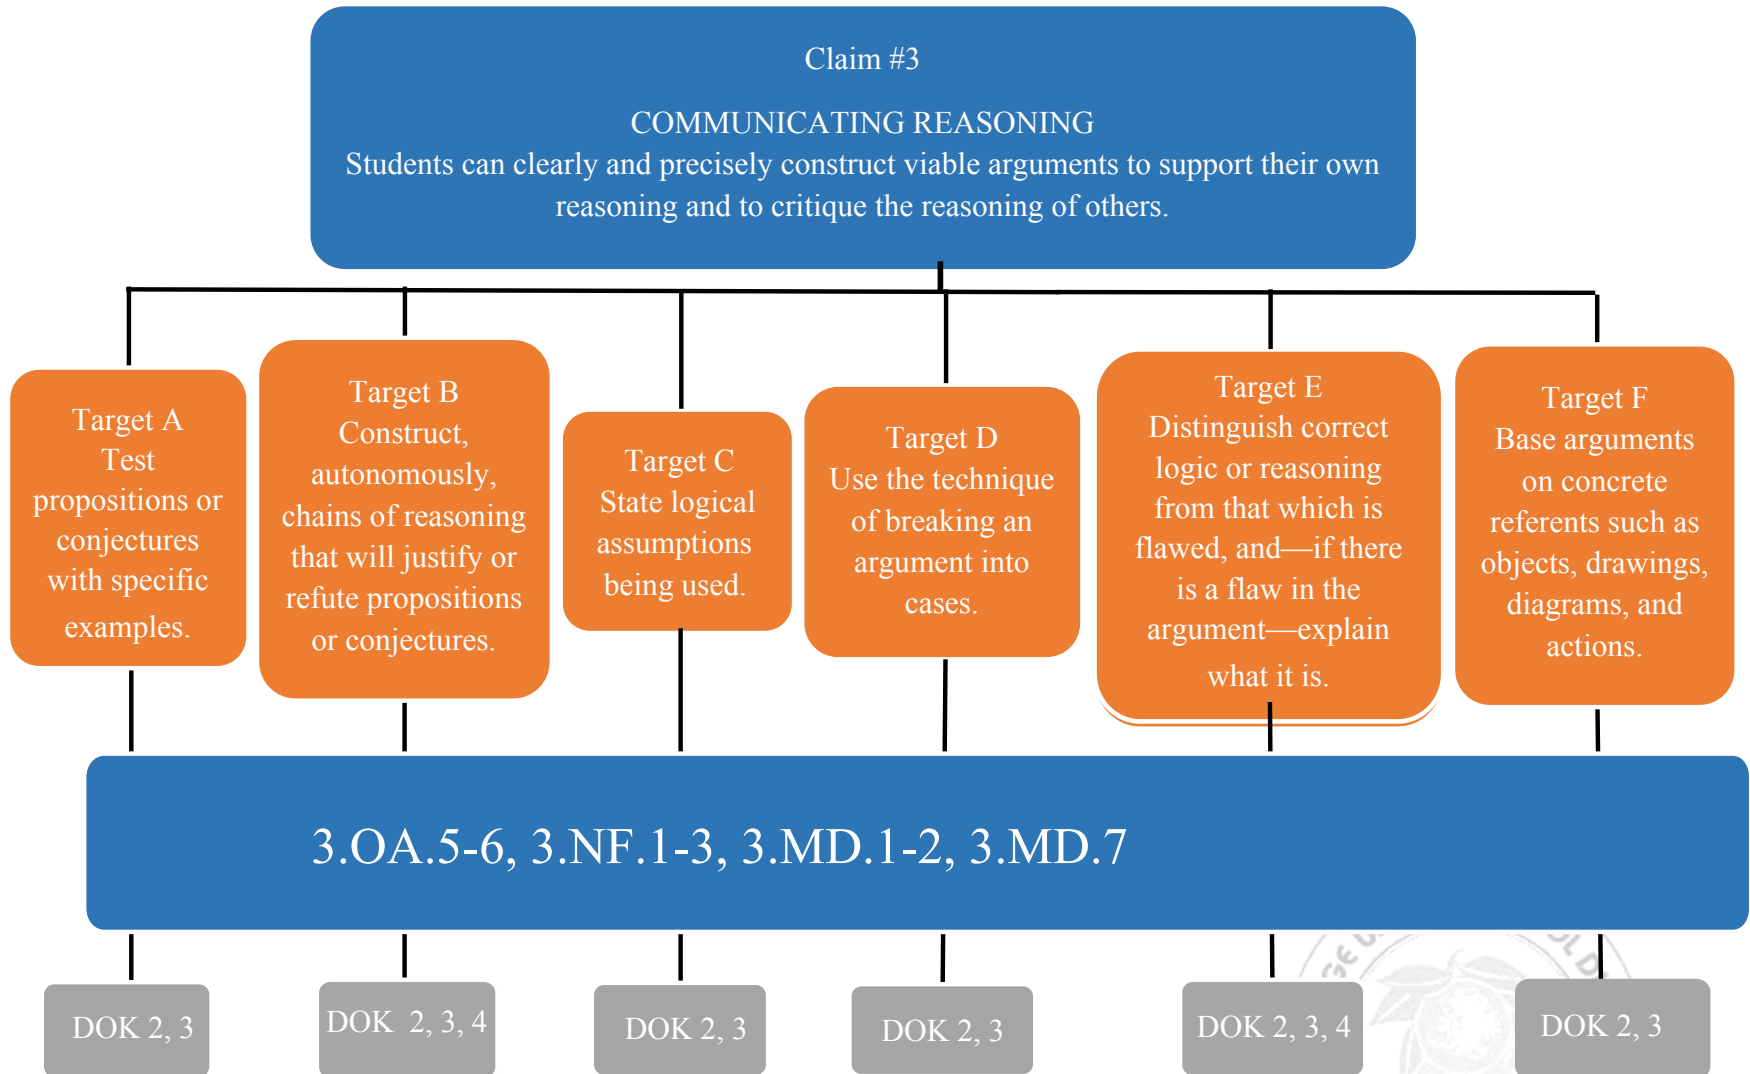 Claim #3
COMMUNICATING REASONING
Students can clearly and precisely construct viable arguments to support their own
reasoning and to critique the reasoning of others.
Target A
Test
propositions or
conjectures
with specific
examples.
Target B
Construct,
autonomously,
chains of reasoning
that will justify or
refute propositions
or conjectures.
Target C
State logical
assumptions
being used.
Target D
Use the technique
of breaking an
argument into
cases.
Target E
Distinguish correct
logic or reasoning
from that which is
flawed, and—if there
is a flaw in the
argument—explain
what it is.
Target F
Base arguments
on concrete
referents such as
objects, drawings,
diagrams, and
actions.
3.OA.5-6, 3.NF.1-3, 3.MD.1-2, 3.MD.7
DOK 2, 3
DOK 2, 3, 4
DOK 2, 3
DOK 2, 3
DOK 2, 3, 4
DOK 2, 3